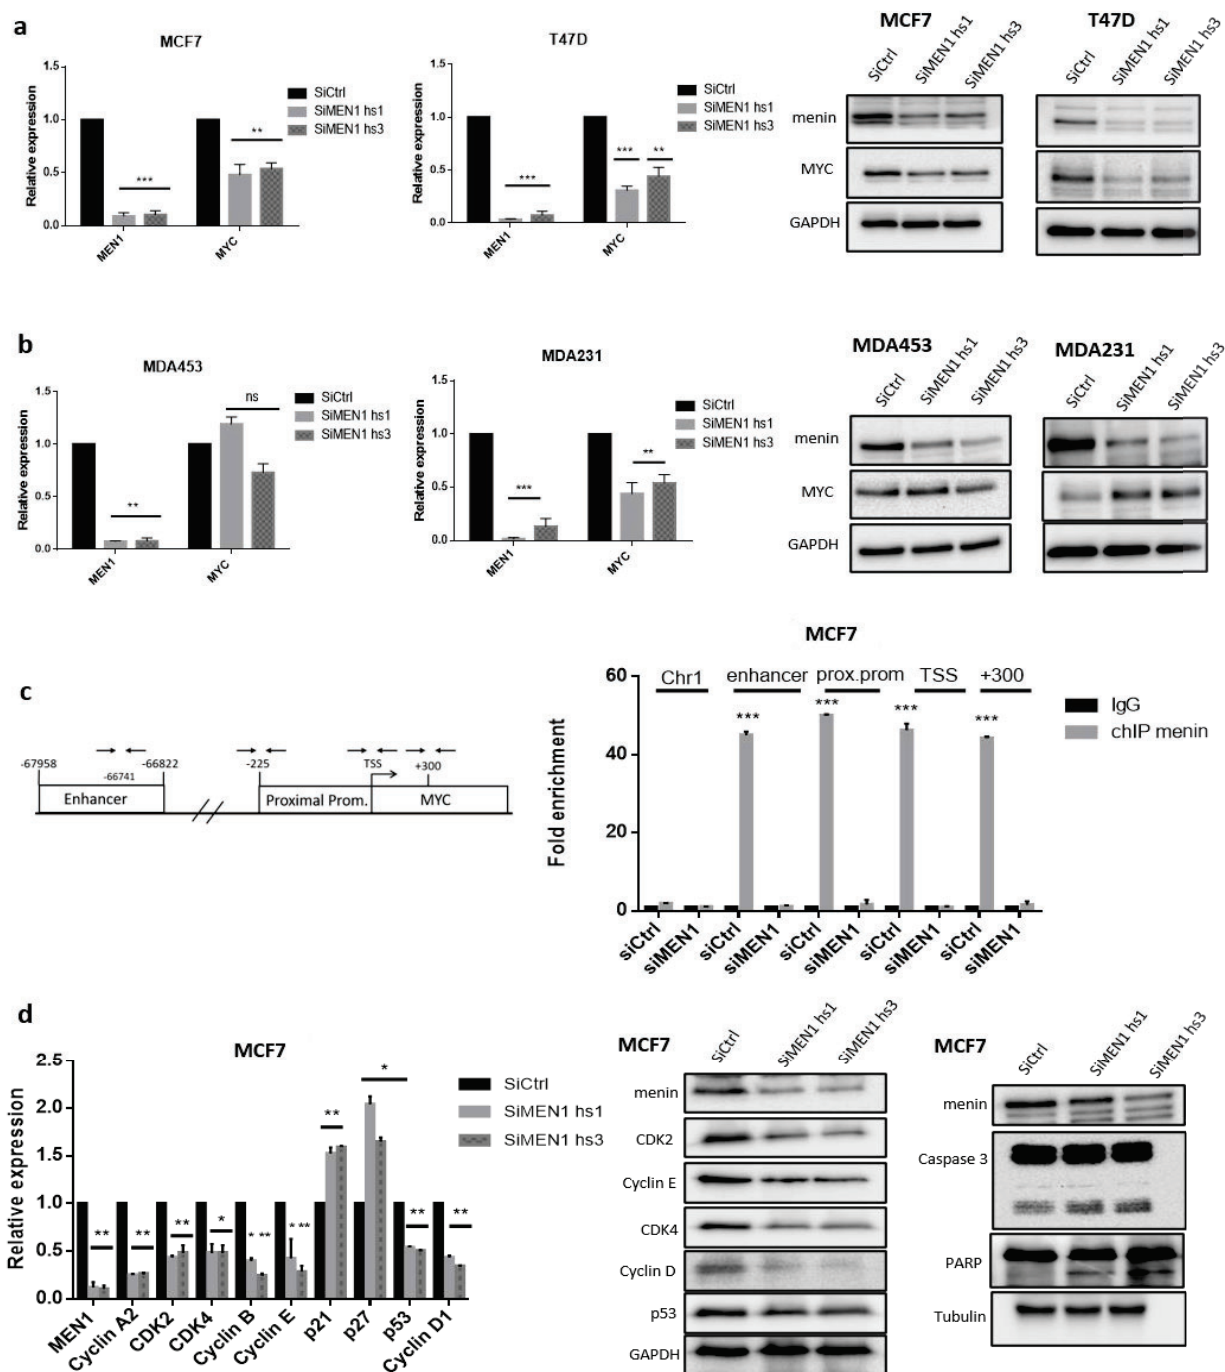 a
MCF7
Relative expression
1.5
1.0
0.5
0.0
MEN1
MYC
***
**
SiCtrl
SiMEN1 hs1
SiMEN1 hs3
T47D
Relative expression
1.5
1.0
0.5
0.0
MEN1
MYC
***
***
**
SiCtrl
SiMEN1 hs1
SiMEN1 hs3
MCF7
SiCtrl
SiMEN1 hs1
SiMEN1 hs3
T47D
SiCtrl
SiMEN1 hs1
SiMEN1 hs3
menin
MYC
GAPDH
b
MDA453
Relative expression
1.5
1.0
0.5
0.0
MEN1
MYC
**
ns
SiCtrl
SiMEN1 hs1
SiMEN1 hs3
MDA231
Relative expression
1.5
1.0
0.5
0.0
MEN1
MYC
***
**
SiCtrl
SiMEN1 hs1
SiMEN1 hs3
MDA453
SiCtrl
SiMEN1 hs1
SiMEN1 hs3
MDA231
SiCtrl
SiMEN1 hs1
SiMEN1 hs3
menin
MYC
GAPDH
c
-67958
-66741
-66822
-225
TSS
+300
Enhancer
Proximal Prom.
MYC
MCF7
Fold enrichment
60
40
20
0
Chr1
enhancer
prox.prom
TSS
+300
***
***
***
***
IgG
chIP menin
siCtrl
siMEN1
siCtrl
siMEN1
siCtrl
siMEN1
siCtrl
siMEN1
siCtrl
siMEN1
d
MCF7
Relative expression
2.5
2.0
1.5
1.0
0.5
0.0
**
**
**
*
* **
* **
**
*
**
**
MEN1
Cyclin A2
CDK2
CDK4
Cyclin B
Cyclin E
p21
p27
p53
Cyclin D1
SiCtrl
SiMEN1 hs1
SiMEN1 hs3
MCF7
SiCtrl
SiMEN1 hs1
SiMEN1 hs3
menin
CDK2
Cyclin E
CDK4
Cyclin D
p53
GAPDH
MCF7
SiCtrl
SiMEN1 hs1
SiMEN1 hs3
menin
Caspase 3
PARP
Tubulin